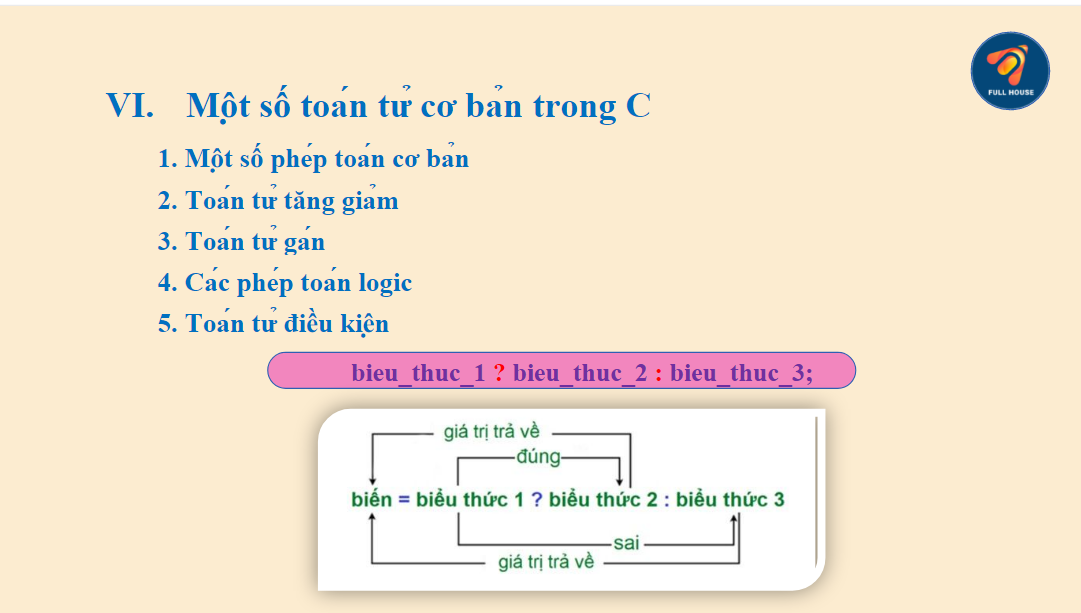 FULL HOUSE
VI. Một số toán tử cơ bản trong C
1. Một số phép toán cơ bản
2. Toán tử tăng giảm
3. Toán tử gán
4. Các phép toán logic
5. Toán tử điều kiện
bieu_thuc_1 ? bieu_thuc_2 : bieu_thuc_3;
giá trị trả về
đúng
biến = biểu thức 1 ? biểu thức 2 : biểu thức 3
sai
giá trị trả về